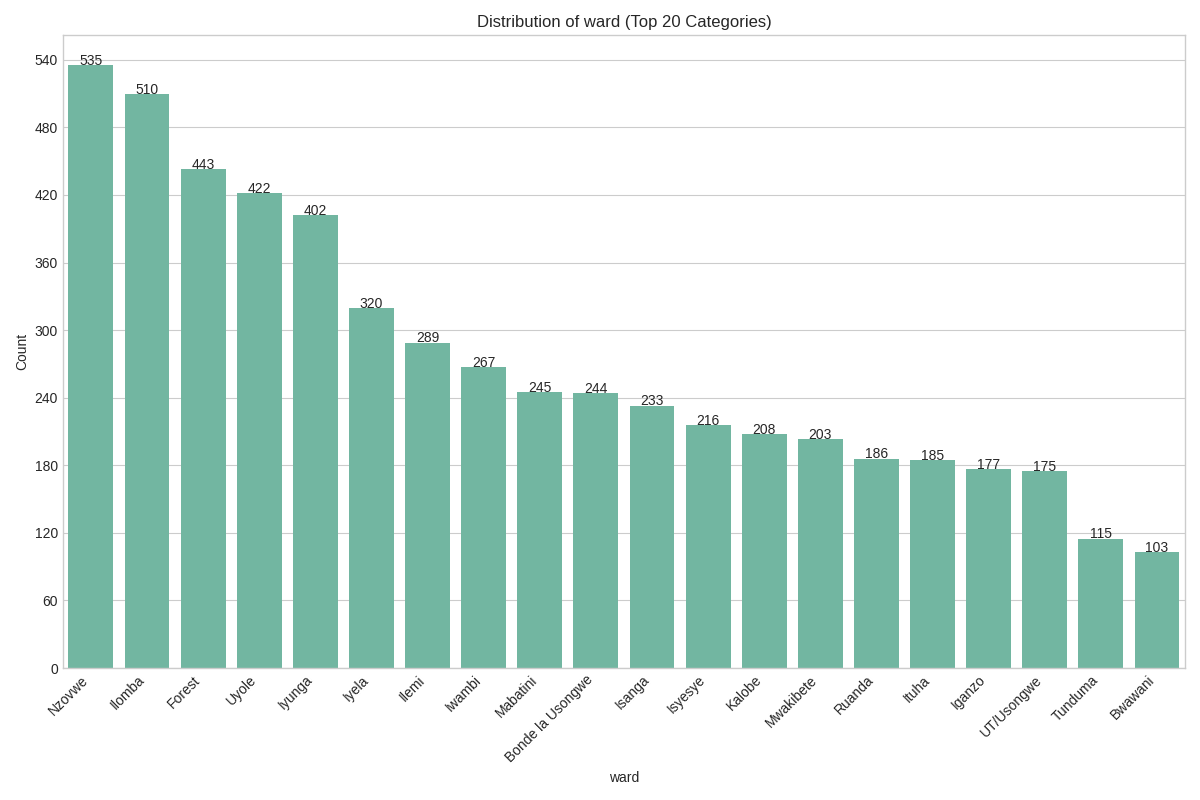 Distribution of ward (Top 20 Categories)
Count
540
480
420
360
300
240
180
120
60
0
535
510
443
422
402
320
289
267
245
244
233
216
208
203
186
185
177
175
115
103
Nzovwe
Ilomba
Forest
Uyole
Iyunga
Iyela
Ilemi
Iwambi
Mabatini
Bonde la Usongwe
Isanga
Isyesye
Kalobe
Mwakibete
Ruanda
Ituha
Iganzo
UT/Usongwe
Tunduma
Bwawani
ward